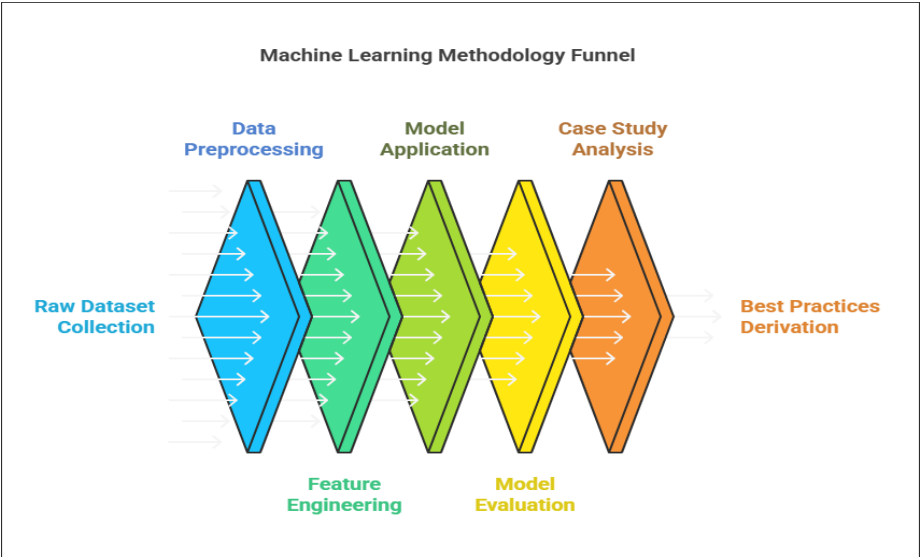 Machine Learning Methodology Funnel
Data
Preprocessing
Model
Application
Case Study
Analysis
Raw Dataset
Collection
Best Practices
Derivation
Feature
Engineering
Model
Evaluation